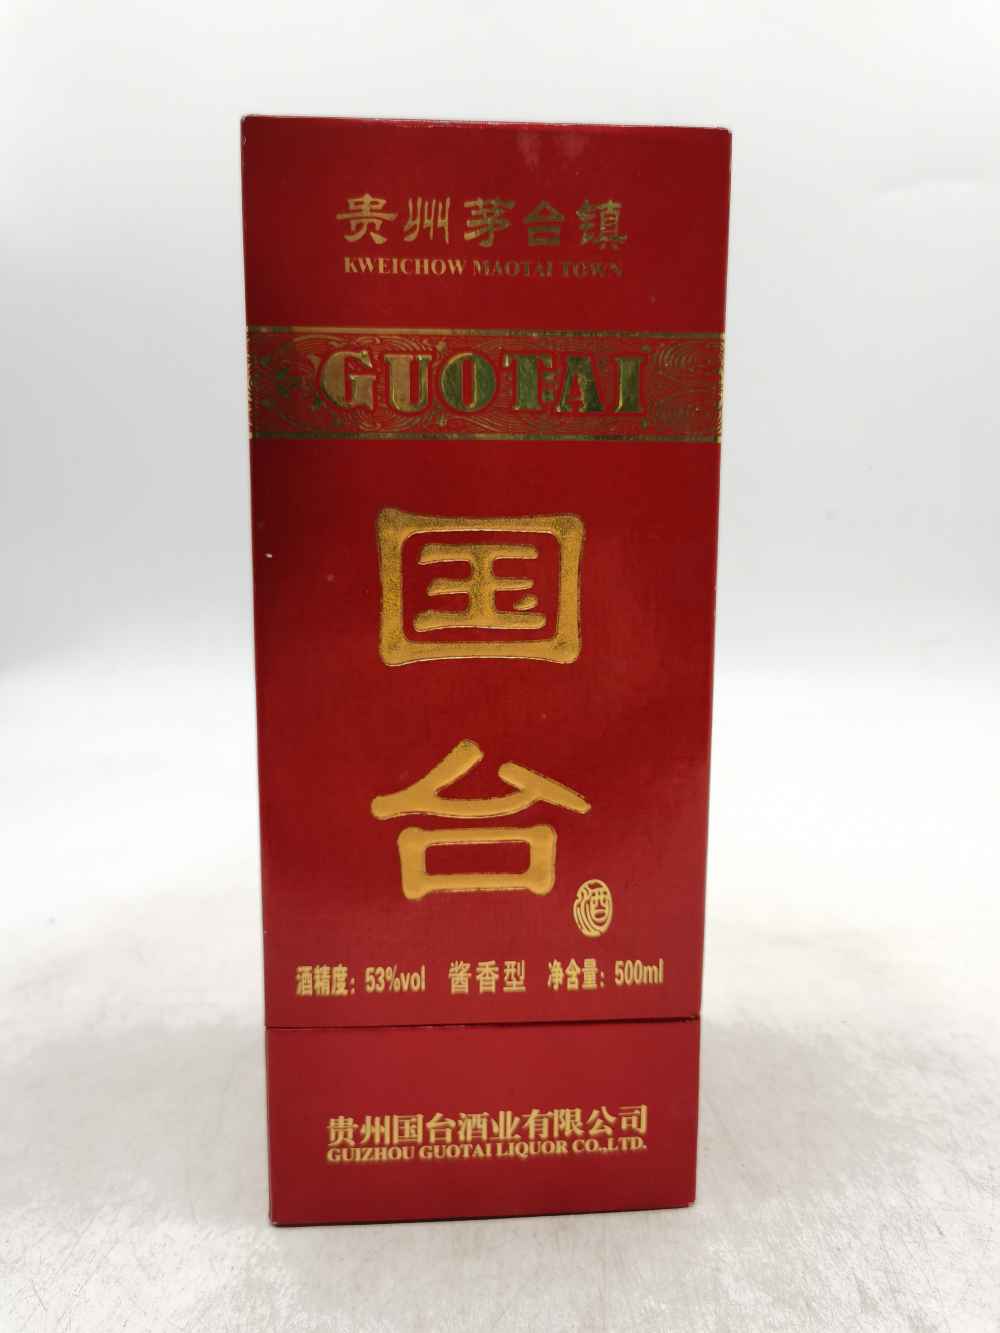 贵州茅台镇
KWEICHOW MAOTAI TOWN
GUOTAI
国
台
酒
酒精度：53%vol 酱香型 净含量：500ml
贵州国台酒业有限公司
GUIZHOU GUOTAI LIQUOR CO.,LTD.